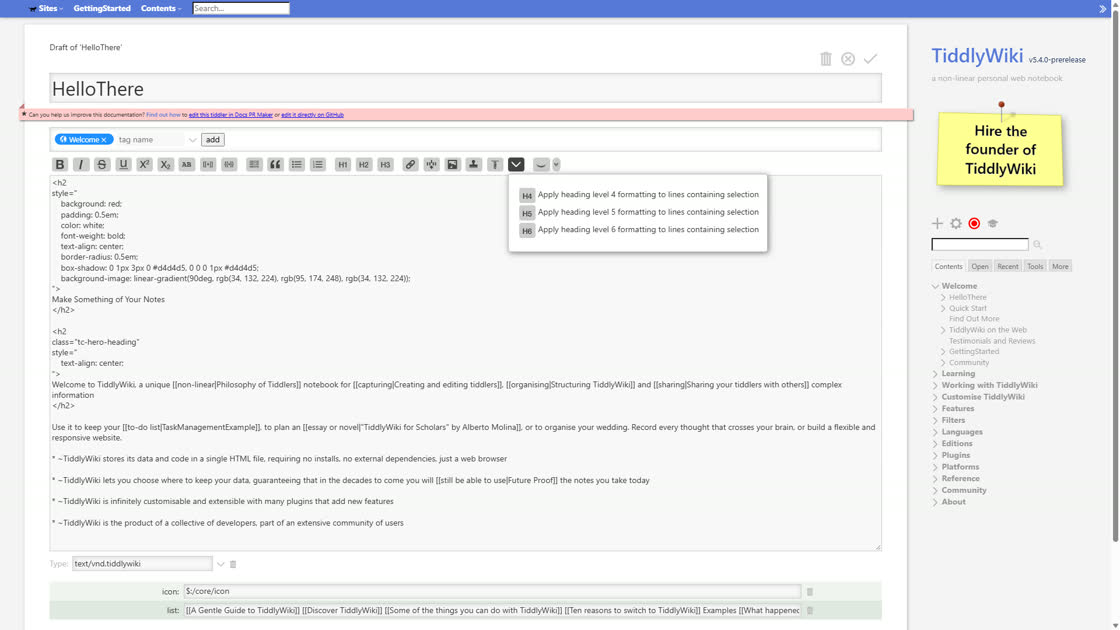 Sites
GettingStarted
Contents
Search...
Draft of 'HelloThere'
HelloThere
Can you help us improve this documentation? Find out how to edit this tiddler in Docs PR Maker or edit it directly on GitHub
Welcome ×
tag name
add
B I S U X² X₂ AB H1 H2 H3 T
H4 Apply heading level 4 formatting to lines containing selection
H5 Apply heading level 5 formatting to lines containing selection
H6 Apply heading level 6 formatting to lines containing selection
<h2
style="
background: red;
padding: 0.5em;
color: white;
font-weight: bold;
text-align: center;
border-radius: 0.5em;
box-shadow: 0 1px 3px 0 #d4d4d5, 0 0 0 1px #d4d4d5;
background-image: linear-gradient(90deg, rgb(34, 132, 224), rgb(95, 174, 248), rgb(34, 132, 224));
">
Make Something of Your Notes
</h2>
<h2
class="tc-hero-heading"
style="
text-align: center;
">
Welcome to TiddlyWiki, a unique [[non-linear|Philosophy of Tiddlers]] notebook for [[capturing|Creating and editing tiddlers]], [[organising|Structuring TiddlyWiki]] and [[sharing|Sharing your tiddlers with others]] complex
information
</h2>
Use it to keep your [[to-do list|TaskManagementExample]], to plan an [[essay or novel|"TiddlyWiki for Scholars" by Alberto Molina]], or to organise your wedding. Record every thought that crosses your brain, or build a flexible and
responsive website.
* ~TiddlyWiki stores its data and code in a single HTML file, requiring no installs, no external dependencies, just a web browser
* ~TiddlyWiki lets you choose where to keep your data, guaranteeing that in the decades to come you will [[still be able to use|Future Proof]] the notes you take today
* ~TiddlyWiki is infinitely customisable and extensible with many plugins that add new features
* ~TiddlyWiki is the product of a collective of developers, part of an extensive community of users
Type: text/vnd.tiddlywiki
icon: $:/core/icon
list: [[A Gentle Guide to TiddlyWiki]] [[Discover TiddlyWiki]] [[Some of the things you can do with TiddlyWiki]] [[Ten reasons to switch to TiddlyWiki]] Examples [[What happened
TiddlyWiki v5.4.0-prerelease
a non-linear personal web notebook
Hire the
founder of
TiddlyWiki
Contents Open Recent Tools More
Welcome
HelloThere
Quick Start
Find Out More
TiddlyWiki on the Web
Testimonials and Reviews
GettingStarted
Community
Learning
Working with TiddlyWiki
Customise TiddlyWiki
Features
Filters
Languages
Editions
Plugins
Platforms
Reference
Community
About